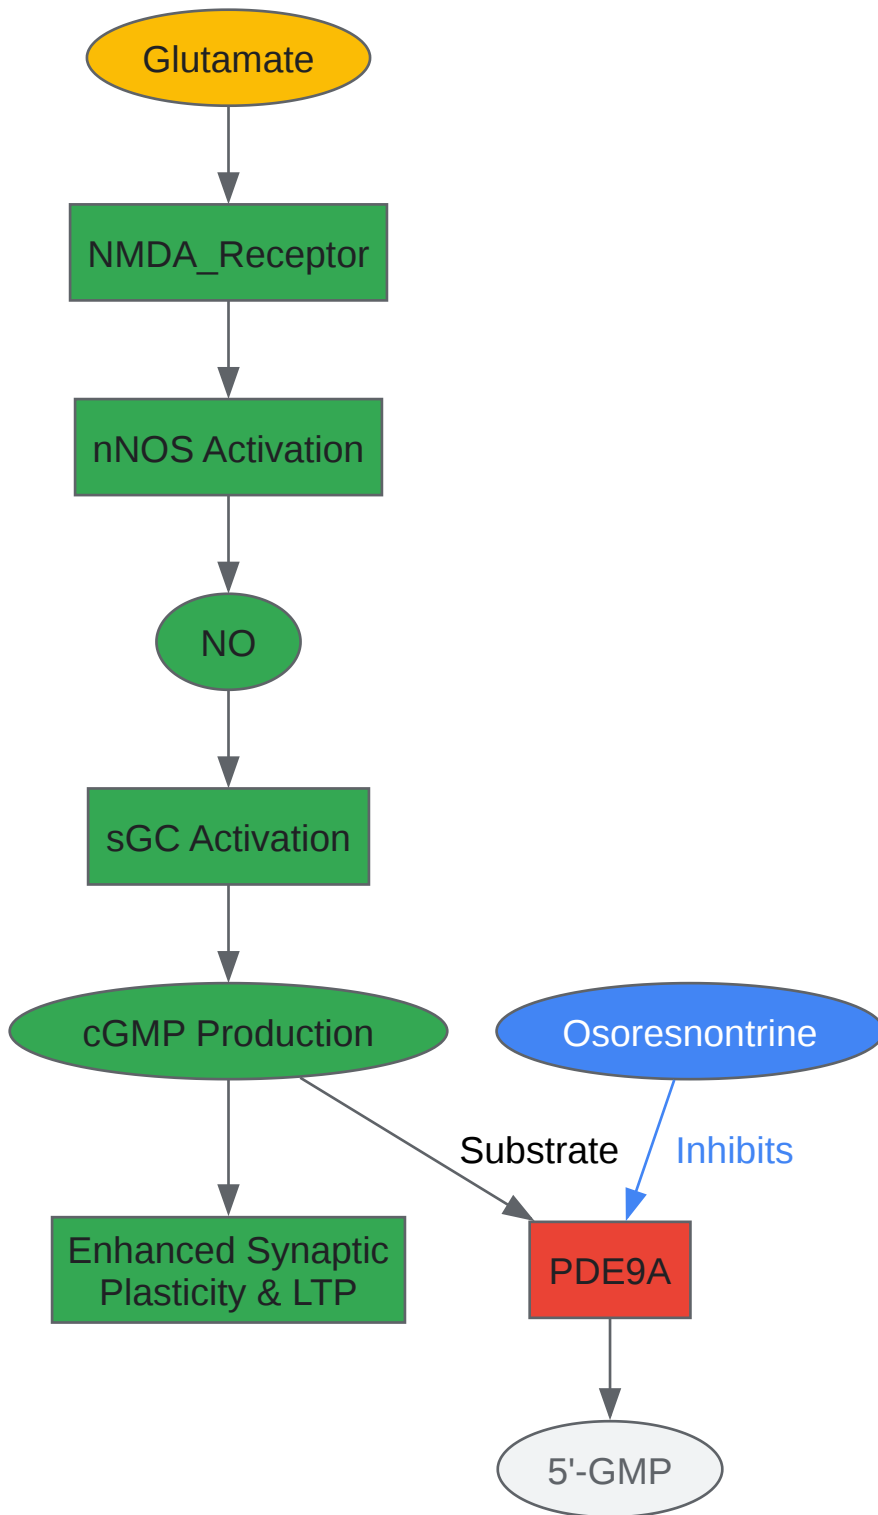 Glutamate
NMDA_Receptor
nNOS Activation
NO
sGC Activation
cGMP Production
Osoresnontrine
Substrate
Inhibits
Enhanced Synaptic
Plasticity & LTP
PDE9A
5'-GMP